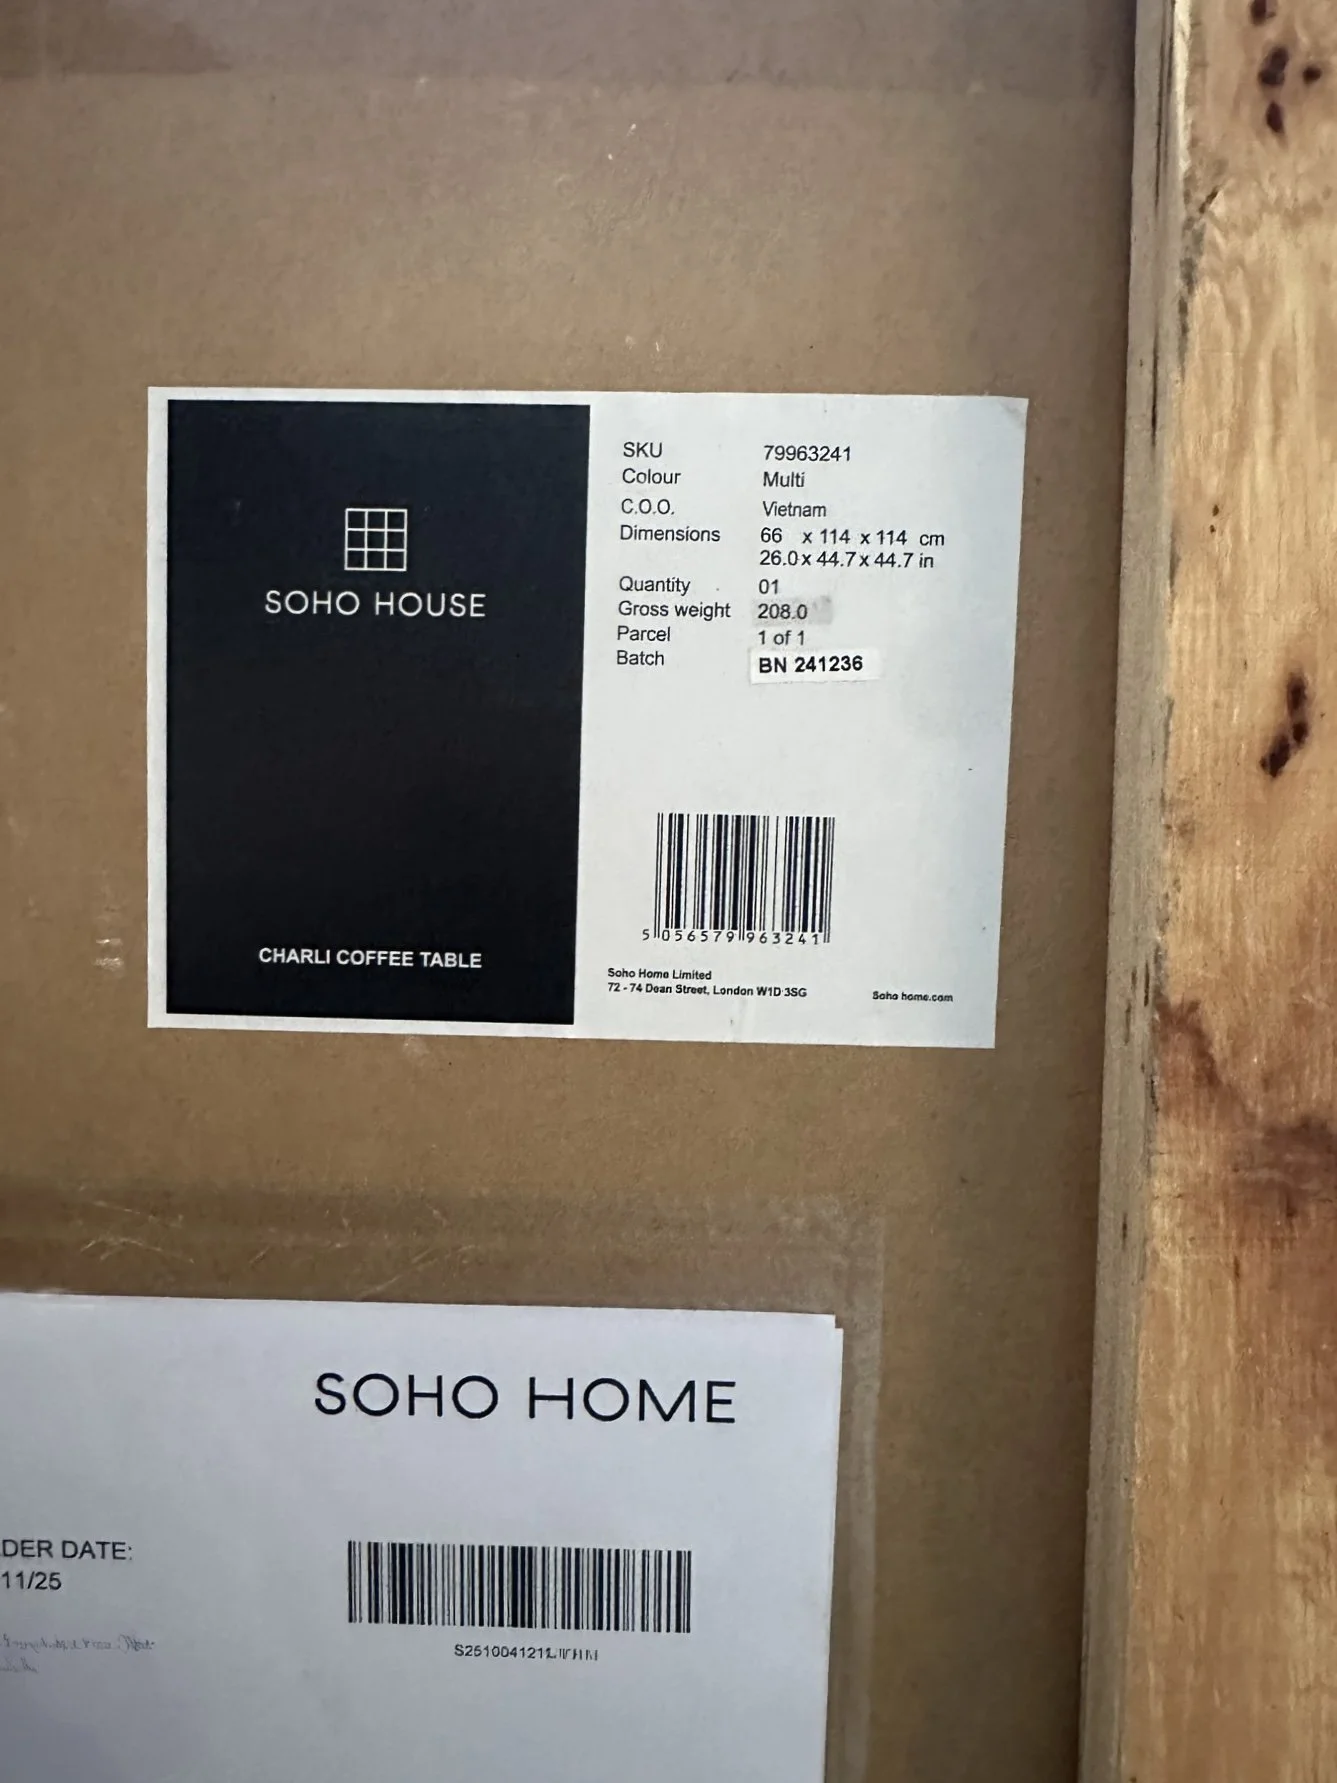 SOHO HOUSE
CHARLI COFFEE TABLE
SKU 79963241
Colour Multi
C.O.O. Vietnam
Dimensions 66 x 114 x 114 cm
26.0 x 44.7 x 44.7 in
Quantity 01
Gross weight 208.0
Parcel 1 of 1
Batch BN 241236
5 056579 963241
Soho Home Limited
72 - 74 Dean Street, London W1D 3SG
Soho home.com
SOHO HOME
DER DATE:
11/25